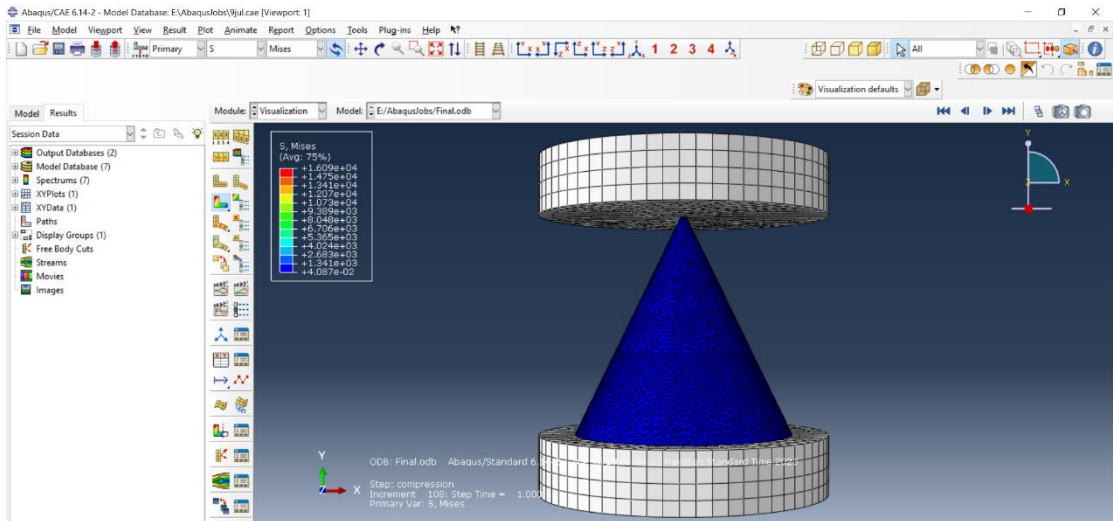 Abaqus/CAE 6.14-2 - Model Database: E:\AbaqusJobs\9jul.cae [Viewport: 1]
File Model Viewport View Result Plot Animate Report Options Tools Plug-ins Help
Primary S Mises 1 2 3 4 All
Visualization defaults
Model Results Module: Visualization Model: E:/AbaqusJobs/Final.odb
Session Data
Output Databases (2)
Model Database (7)
Spectrums (7)
XYPlots (1)
XYData (1)
Paths
Display Groups (1)
Free Body Cuts
Streams
Movies
Images
S, Mises
(Avg: 75%)
+1.609e+04
+1.475e+04
+1.341e+04
+1.207e+04
+1.073e+04
+9.389e+03
+8.048e+03
+6.706e+03
+5.365e+03
+4.024e+03
+2.683e+03
+1.341e+03
+4.087e-02
Y
X
Y
X
ODB: Final.odb Abaqus/Standard Standard Time
Step: compression
Increment 108: Step Time = 1.000
Primary Var: S, Mises